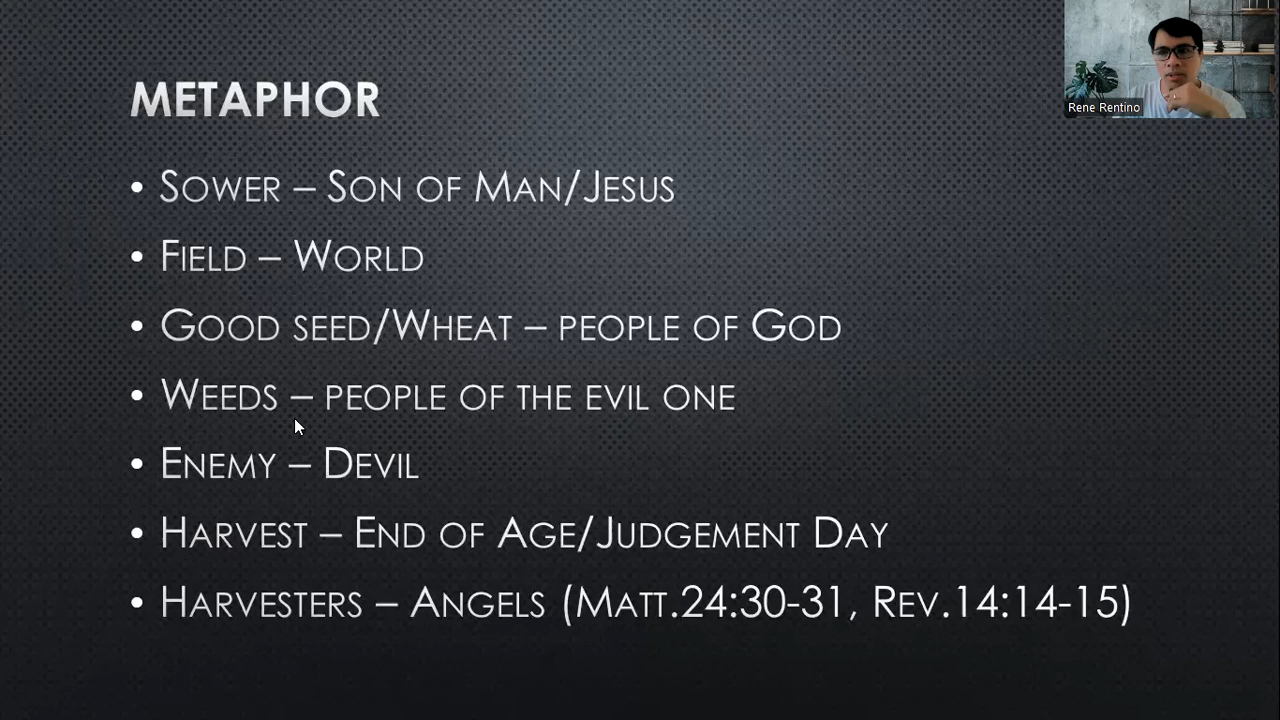 METAPHOR
Rene Rentino
• Sower – Son of Man/Jesus
• Field – World
• Good seed/Wheat – people of God
• Weeds – people of the evil one
• Enemy – Devil
• Harvest – End of Age/Judgement Day
• Harvesters – Angels (Matt.24:30-31, Rev.14:14-15)